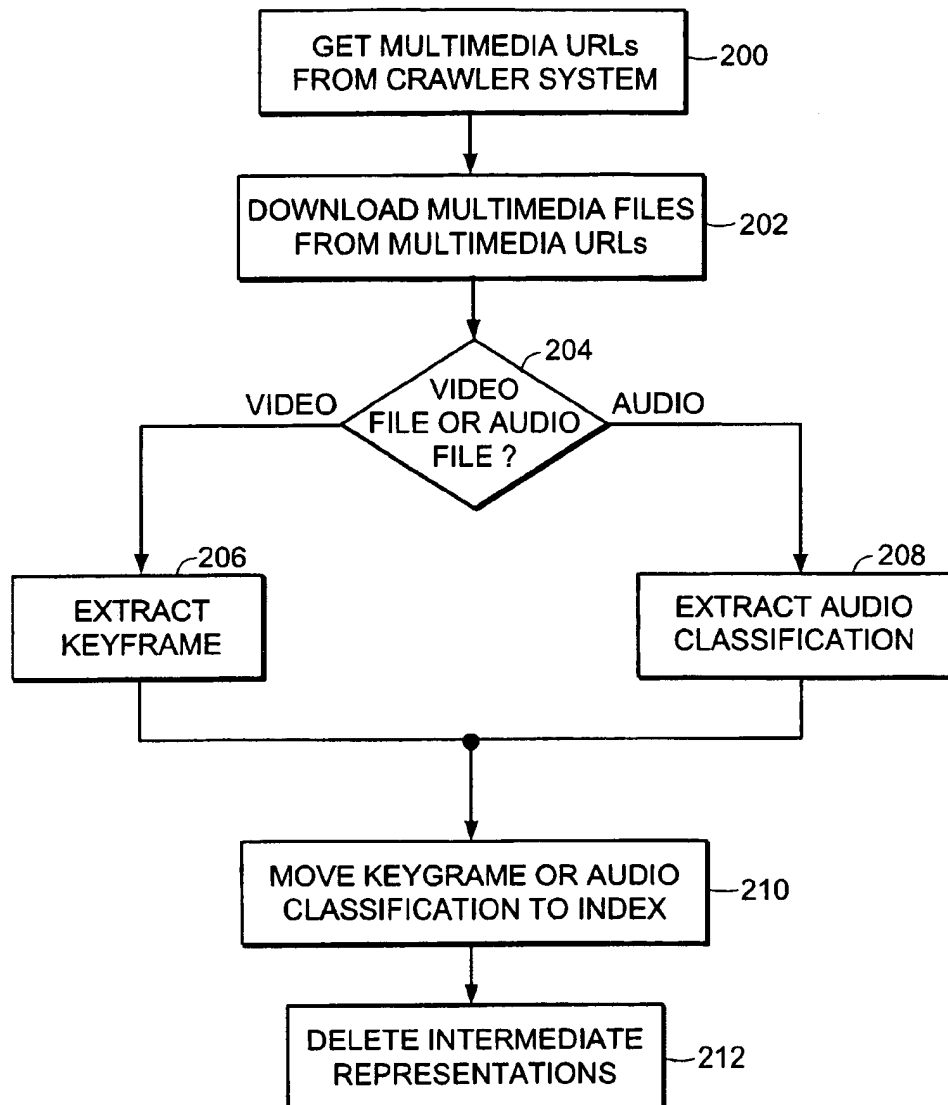 GET MULTIMEDIA URLs
FROM CRAWLER SYSTEM
200
DOWNLOAD MULTIMEDIA FILES
FROM MULTIMEDIA URLs
202
204
VIDEO
FILE OR AUDIO
FILE ?
VIDEO
AUDIO
206
EXTRACT
KEYFRAME
208
EXTRACT AUDIO
CLASSIFICATION
MOVE KEYGRAME OR AUDIO
CLASSIFICATION TO INDEX
210
DELETE INTERMEDIATE
REPRESENTATIONS
212